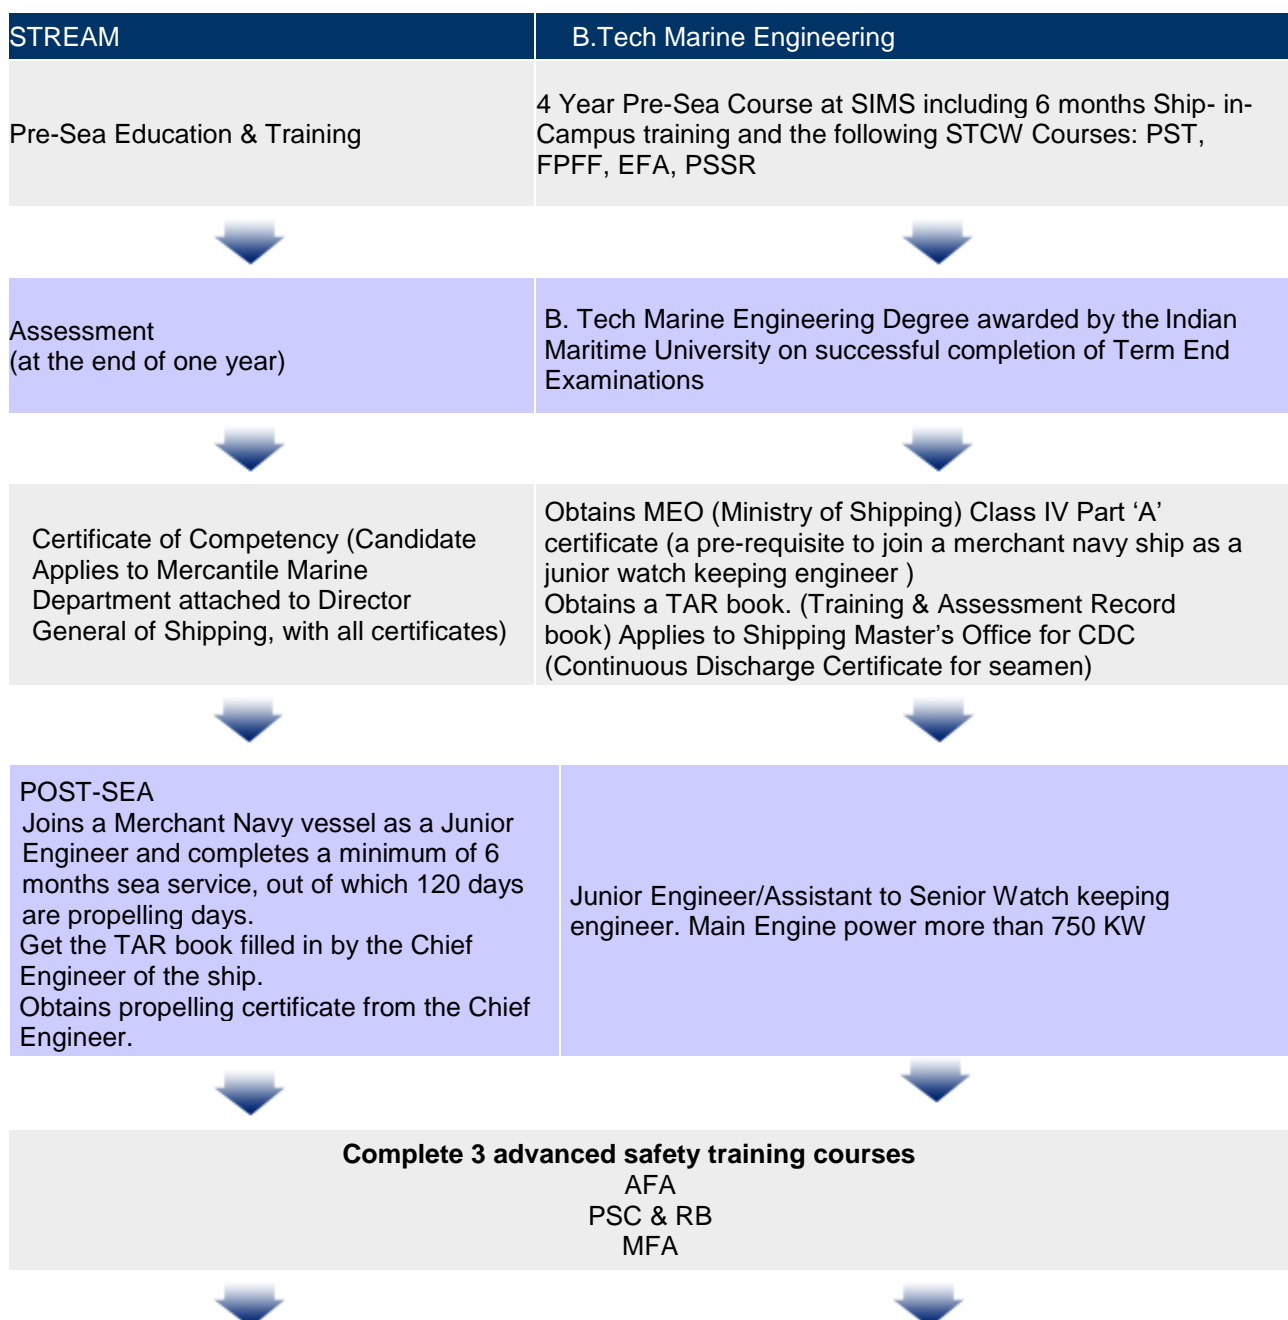 STREAM
B.Tech Marine Engineering
Pre-Sea Education & Training
4 Year Pre-Sea Course at SIMS including 6 months Ship- in-
Campus training and the following STCW Courses: PST,
FPFF, EFA, PSSR
Assessment
(at the end of one year)
B. Tech Marine Engineering Degree awarded by the Indian
Maritime University on successful completion of Term End
Examinations
Certificate of Competency (Candidate
Applies to Mercantile Marine
Department attached to Director
General of Shipping, with all certificates)
Obtains MEO (Ministry of Shipping) Class IV Part ‘A’
certificate (a pre-requisite to join a merchant navy ship as a
junior watch keeping engineer )
Obtains a TAR book. (Training & Assessment Record
book) Applies to Shipping Master’s Office for CDC
(Continuous Discharge Certificate for seamen)
POST-SEA
Joins a Merchant Navy vessel as a Junior
Engineer and completes a minimum of 6
months sea service, out of which 120 days
are propelling days.
Get the TAR book filled in by the Chief
Engineer of the ship.
Obtains propelling certificate from the Chief
Engineer.
Junior Engineer/Assistant to Senior Watch keeping
engineer. Main Engine power more than 750 KW
Complete 3 advanced safety training courses
AFA
PSC & RB
MFA